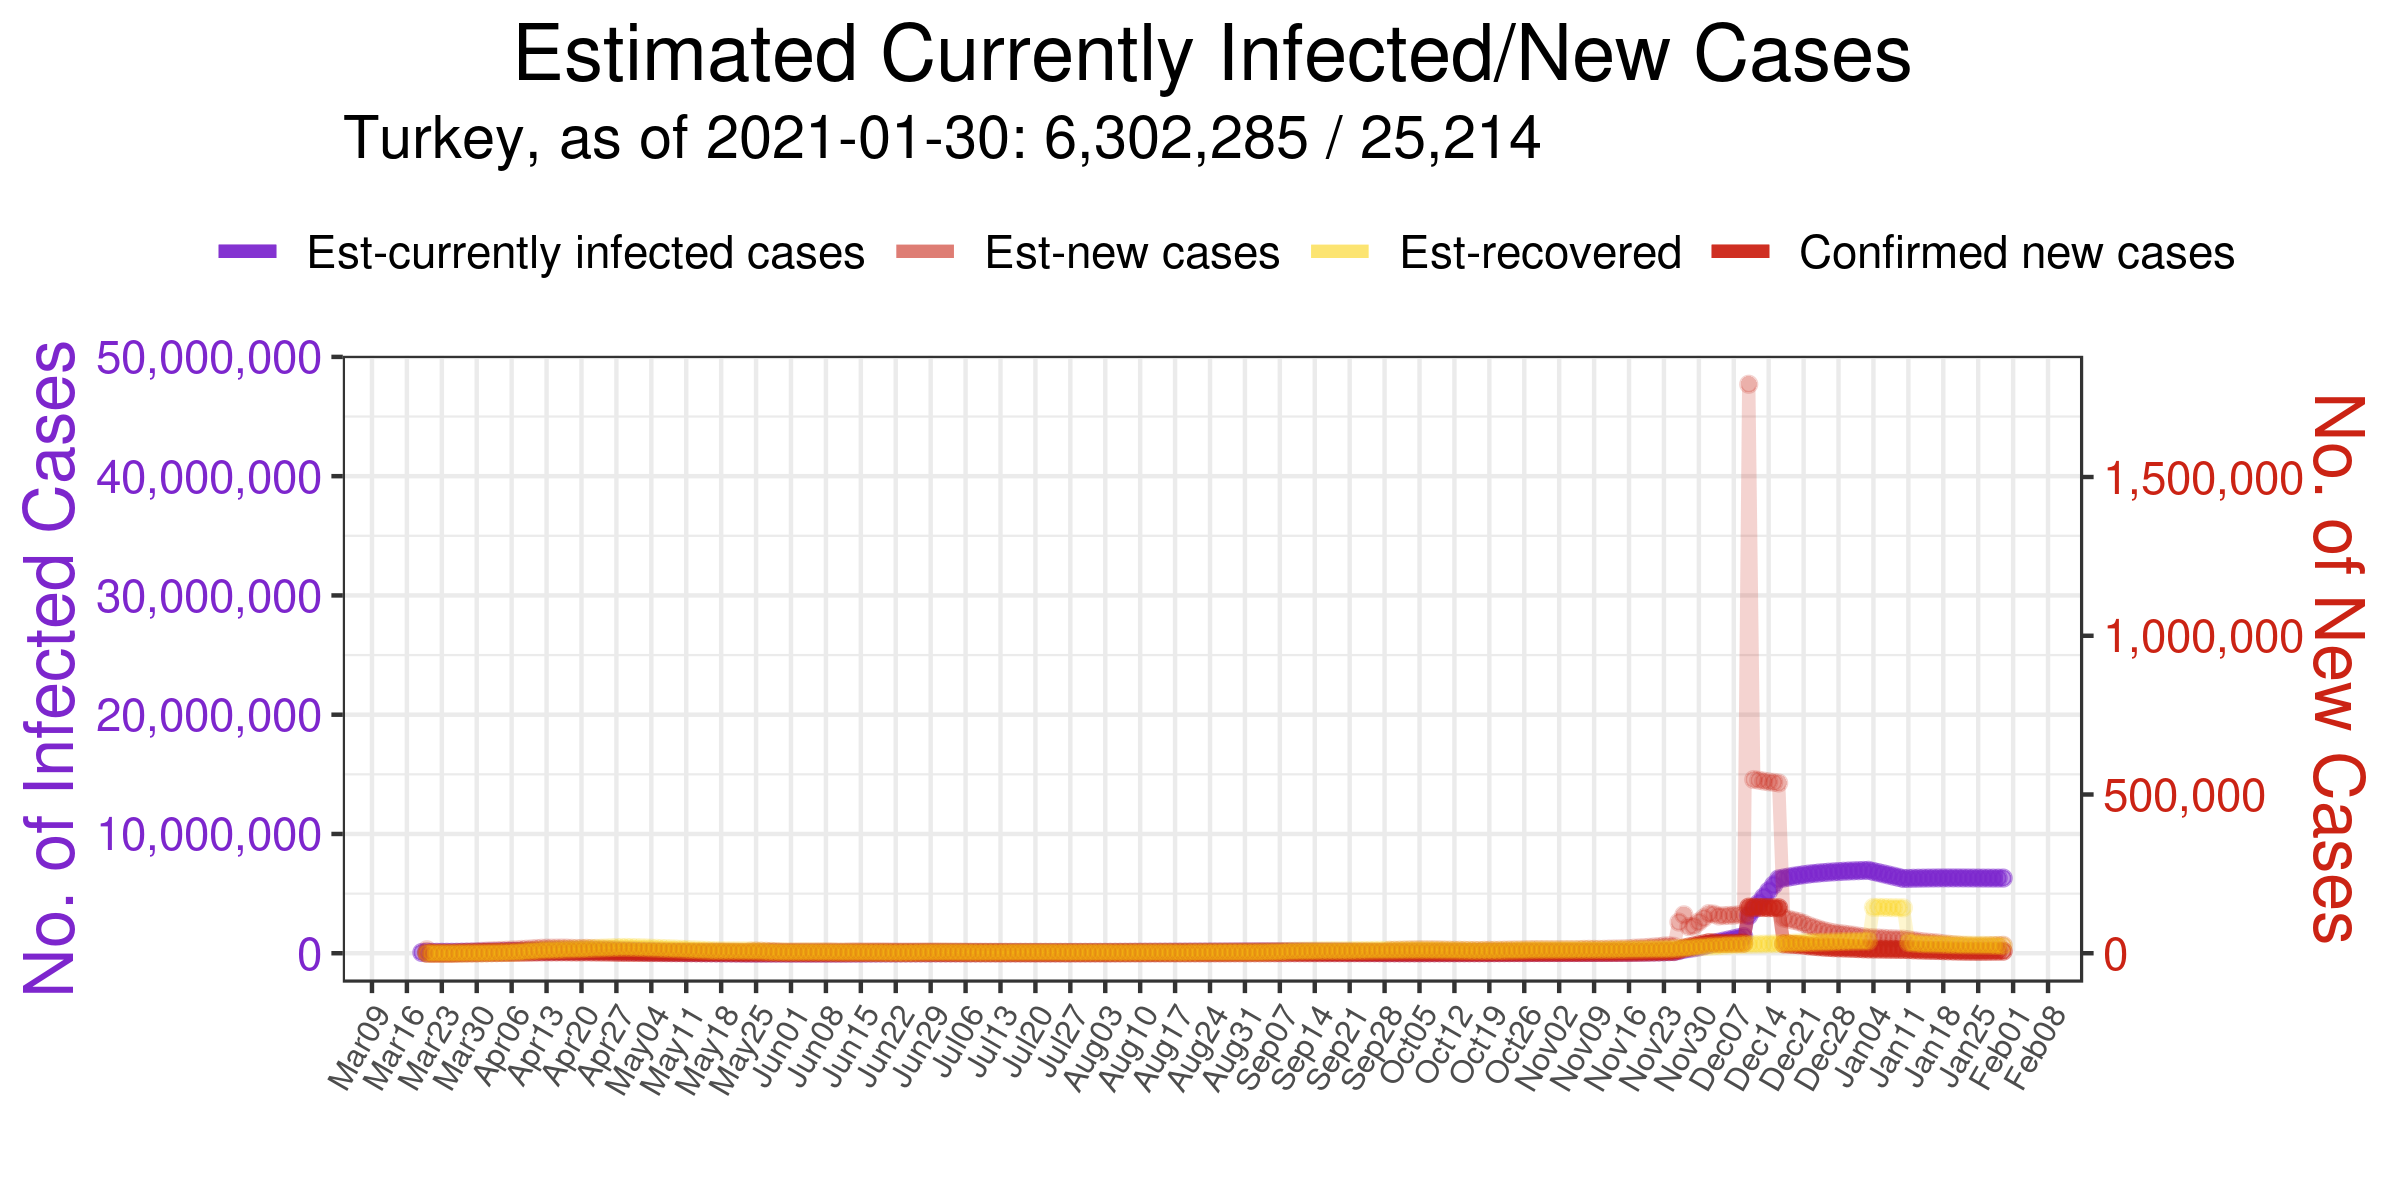 Estimated Currently Infected/New Cases
Turkey, as of 2021-01-30: 6,302,285 / 25,214
Est-currently infected cases Est-new cases Est-recovered Confirmed new cases
No. of Infected Cases
50,000,000
40,000,000
30,000,000
20,000,000
10,000,000
0
1,500,000
1,000,000
500,000
0
No. of New Cases
Mar09 Mar16 Mar23 Mar30 Apr06 Apr13 Apr20 Apr27 May04 May11 May18 May25 Jun01 Jun08 Jun15 Jun22 Jun29 Jul06 Jul13 Jul20 Jul27 Aug03 Aug10 Aug17 Aug24 Aug31 Sep07 Sep14 Sep21 Sep28 Oct05 Oct12 Oct19 Oct26 Nov02 Nov09 Nov16 Nov23 Nov30 Dec07 Dec14 Dec21 Dec28 Jan04 Jan11 Jan18 Jan25 Feb01 Feb08